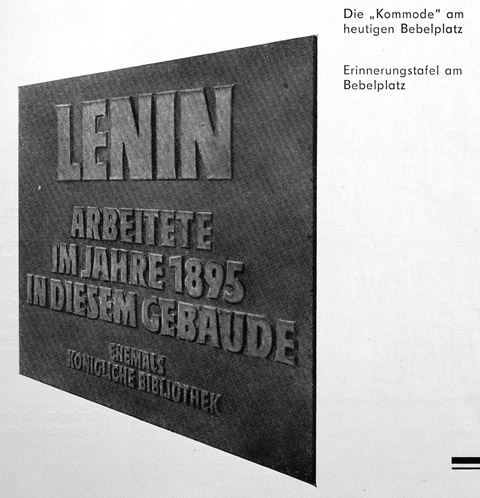 Die „Kommode“ am
heutigen Bebelplatz
Erinnerungstafel am
Bebelplatz
LENIN
ARBEITETE
IM JAHRE 1895
IN DIESEM GEBÄUDE
EHEMALS
KÖNIGLICHE BIBLIOTHEK